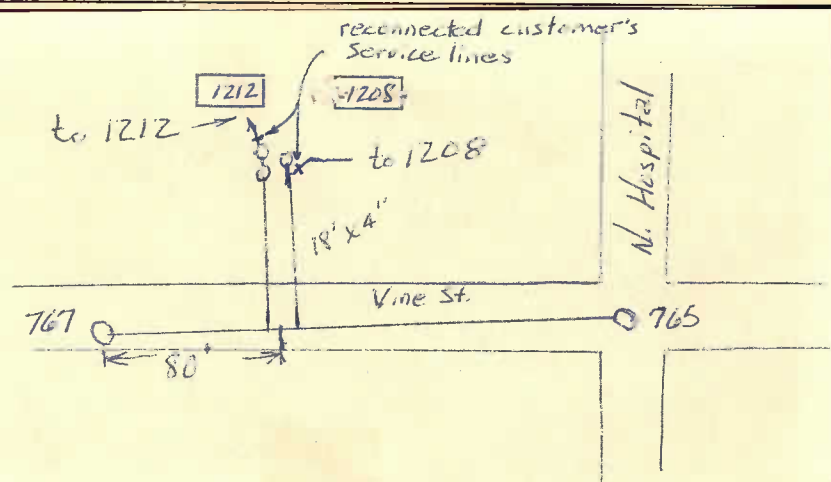 reconnected customer's
Service lines
1212
1208
to 1212
to 1208
18' x 4"
N. Hospital
Vine St.
767
765
80'